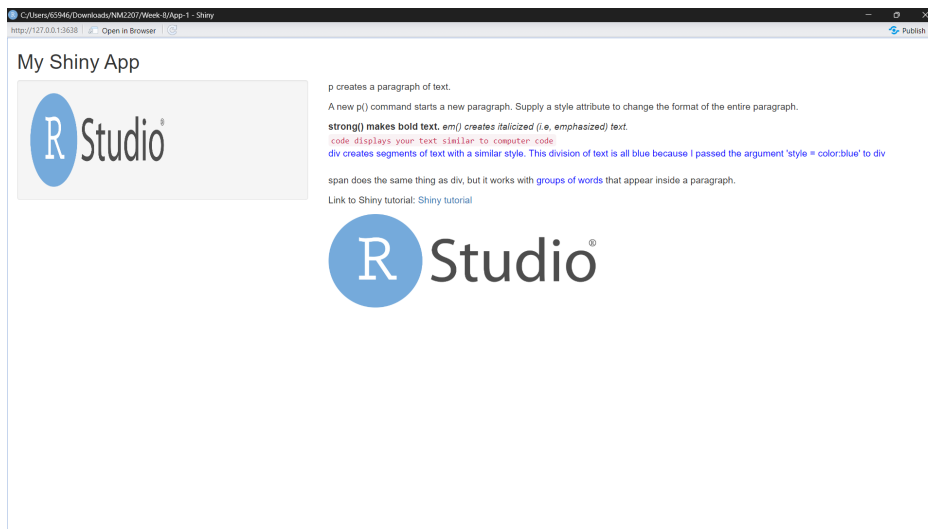 C:/Users/65946/Downloads/NM2207/Week-8/App-1 - Shiny
http://127.0.0.1:3638 Open in Browser Publish
My Shiny App
R Studio®
p creates a paragraph of text.
A new p() command starts a new paragraph. Supply a style attribute to change the format of the entire paragraph.
strong() makes bold text. em() creates italicized (i.e, emphasized) text.
code displays your text similar to computer code
div creates segments of text with a similar style. This division of text is all blue because I passed the argument 'style = color:blue' to div
span does the same thing as div, but it works with groups of words that appear inside a paragraph.
Link to Shiny tutorial: Shiny tutorial
R Studio®